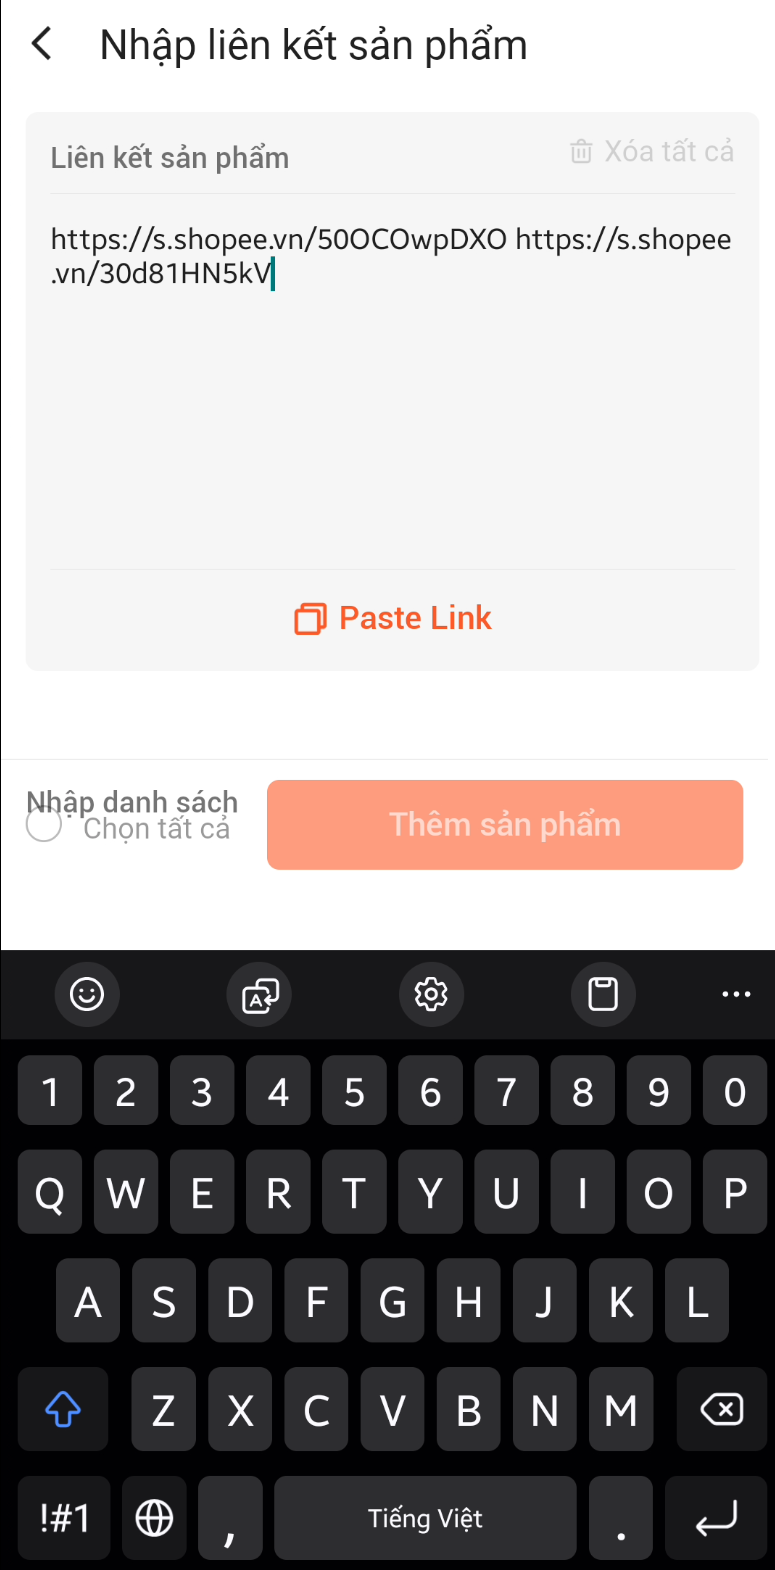 Nhập liên kết sản phẩm
Liên kết sản phẩm
Xóa tất cả
https://s.shopee.vn/50OCOwpDXO https://s.shopee
.vn/30d81HN5kV
Paste Link
Nhập danh sách
Chọn tất cả
Thêm sản phẩm
1 2 3 4 5 6 7 8 9 0
Q W E R T Y U I O P
A S D F G H J K L
Z X C V B N M
!#1 , Tiếng Việt .